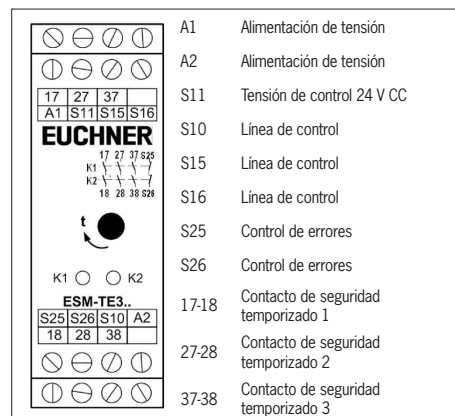 17 27 37
A1 S11 S15 S16
EUCHNER
17 27 37 S25
K1
K2
18 28 38 S26
t
K1 K2
ESM-TE3..
S25 S26 S10 A2
18 28 38
A1 Alimentación de tensión
A2 Alimentación de tensión
S11 Tensión de control 24 V CC
S10 Línea de control
S15 Línea de control
S16 Línea de control
S25 Control de errores
S26 Control de errores
17-18 Contacto de seguridad
temporizado 1
27-28 Contacto de seguridad
temporizado 2
37-38 Contacto de seguridad
temporizado 3